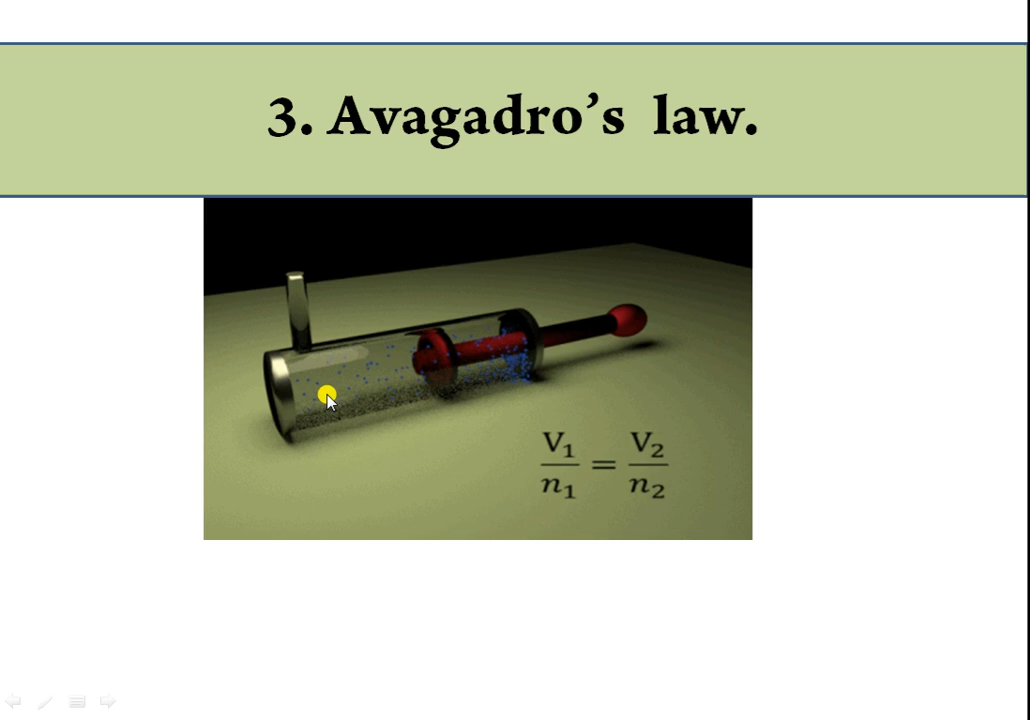 3. Avagadro’s law.
V₁/n₁ = V₂/n₂